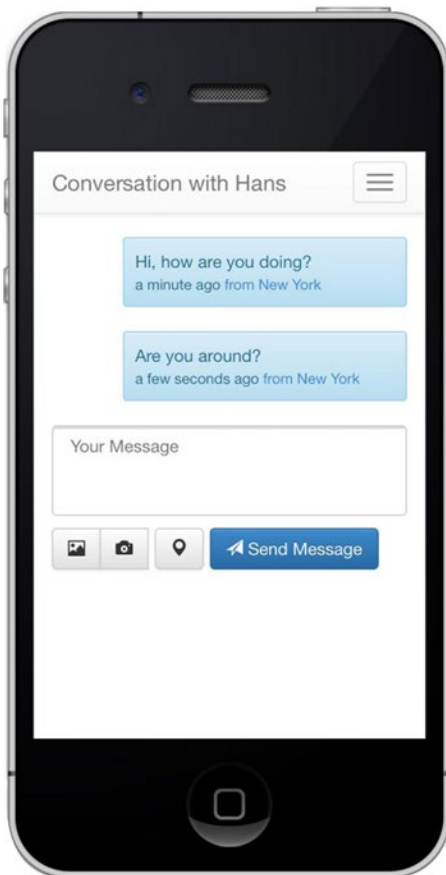 Conversation with Hans
Hi, how are you doing?
a minute ago from New York
Are you around?
a few seconds ago from New York
Your Message
Send Message